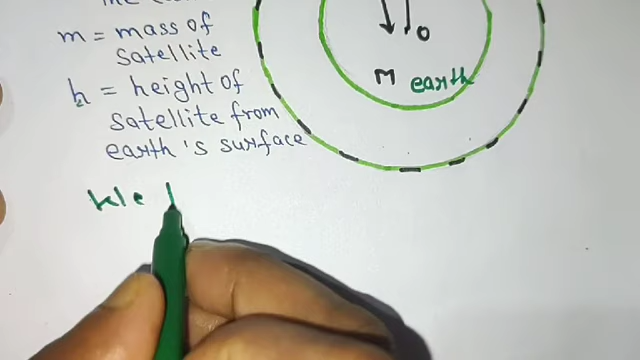 m = mass of
satellite
h = height of
satellite from
earth's surface
O
M earth